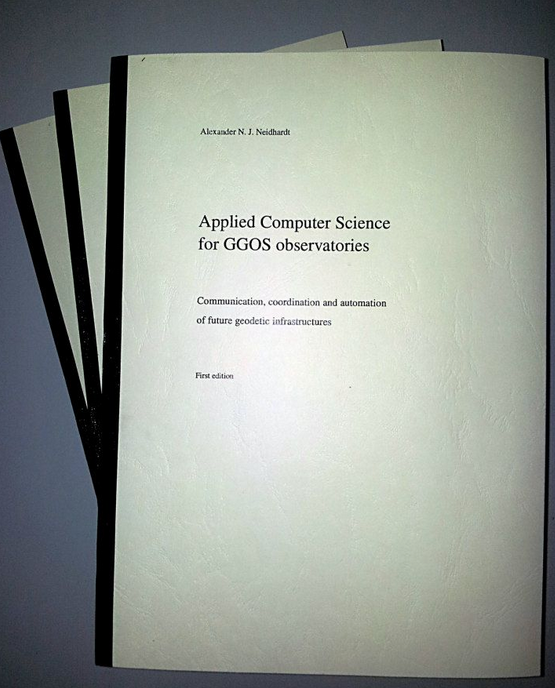 Alexander N. J. Neidhardt
Applied Computer Science
for GGOS observatories
Communication, coordination and automation
of future geodetic infrastructures
First edition